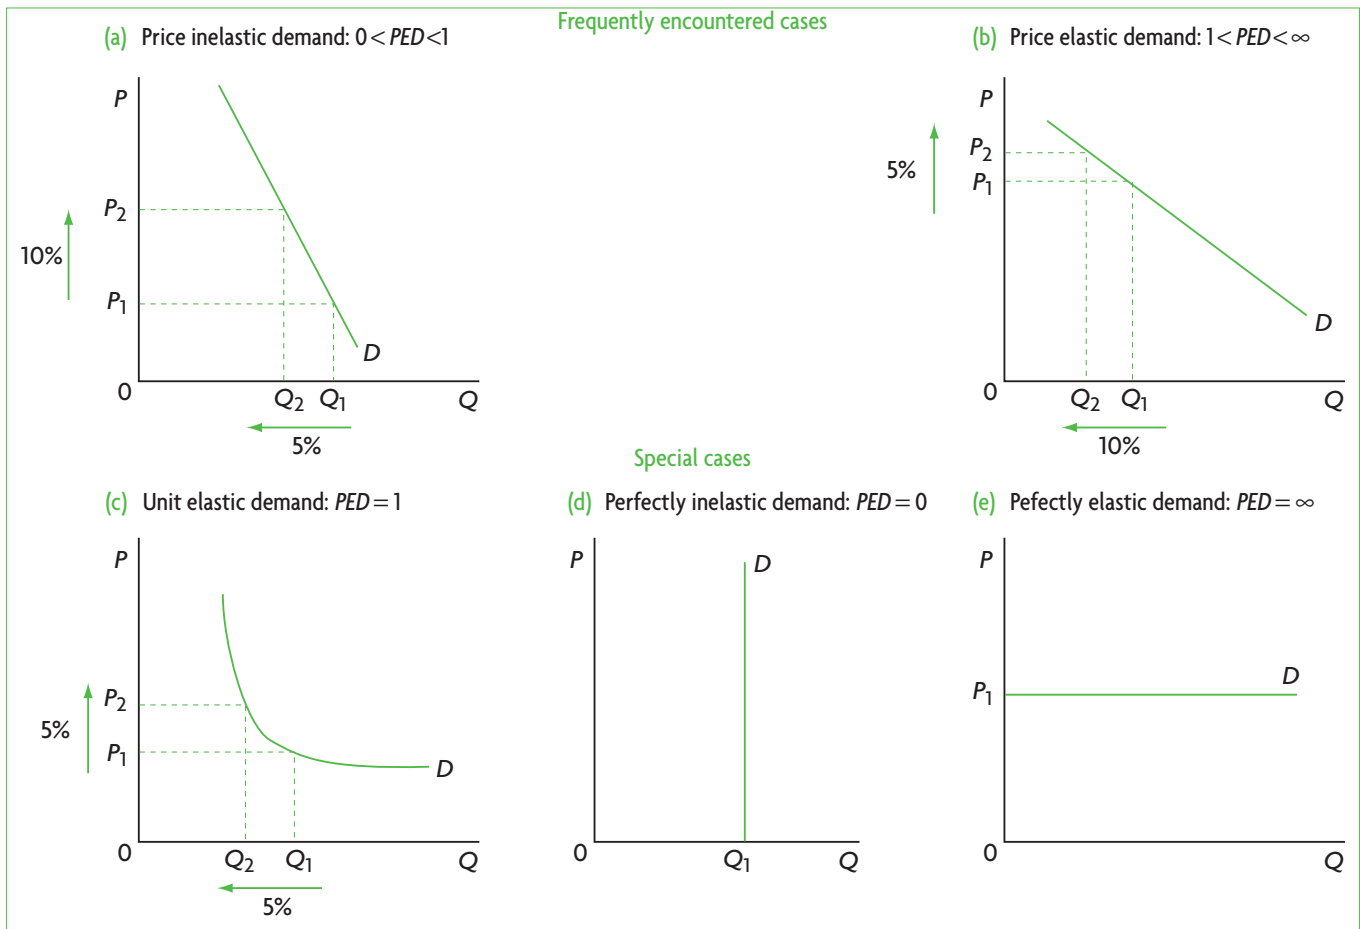 Frequently encountered cases
(a) Price inelastic demand: 0 < PED < 1
P
P2
10%
P1
D
0
Q2 Q1 Q
5%
(b) Price elastic demand: 1 < PED < ∞
P
P2
5%
P1
D
0
Q2 Q1 Q
10%
Special cases
(c) Unit elastic demand: PED = 1
P
P2
5%
P1
D
0
Q2 Q1 Q
5%
(d) Perfectly inelastic demand: PED = 0
P
D
0
Q1 Q
(e) Pefectly elastic demand: PED = ∞
P
D
P1
0
Q